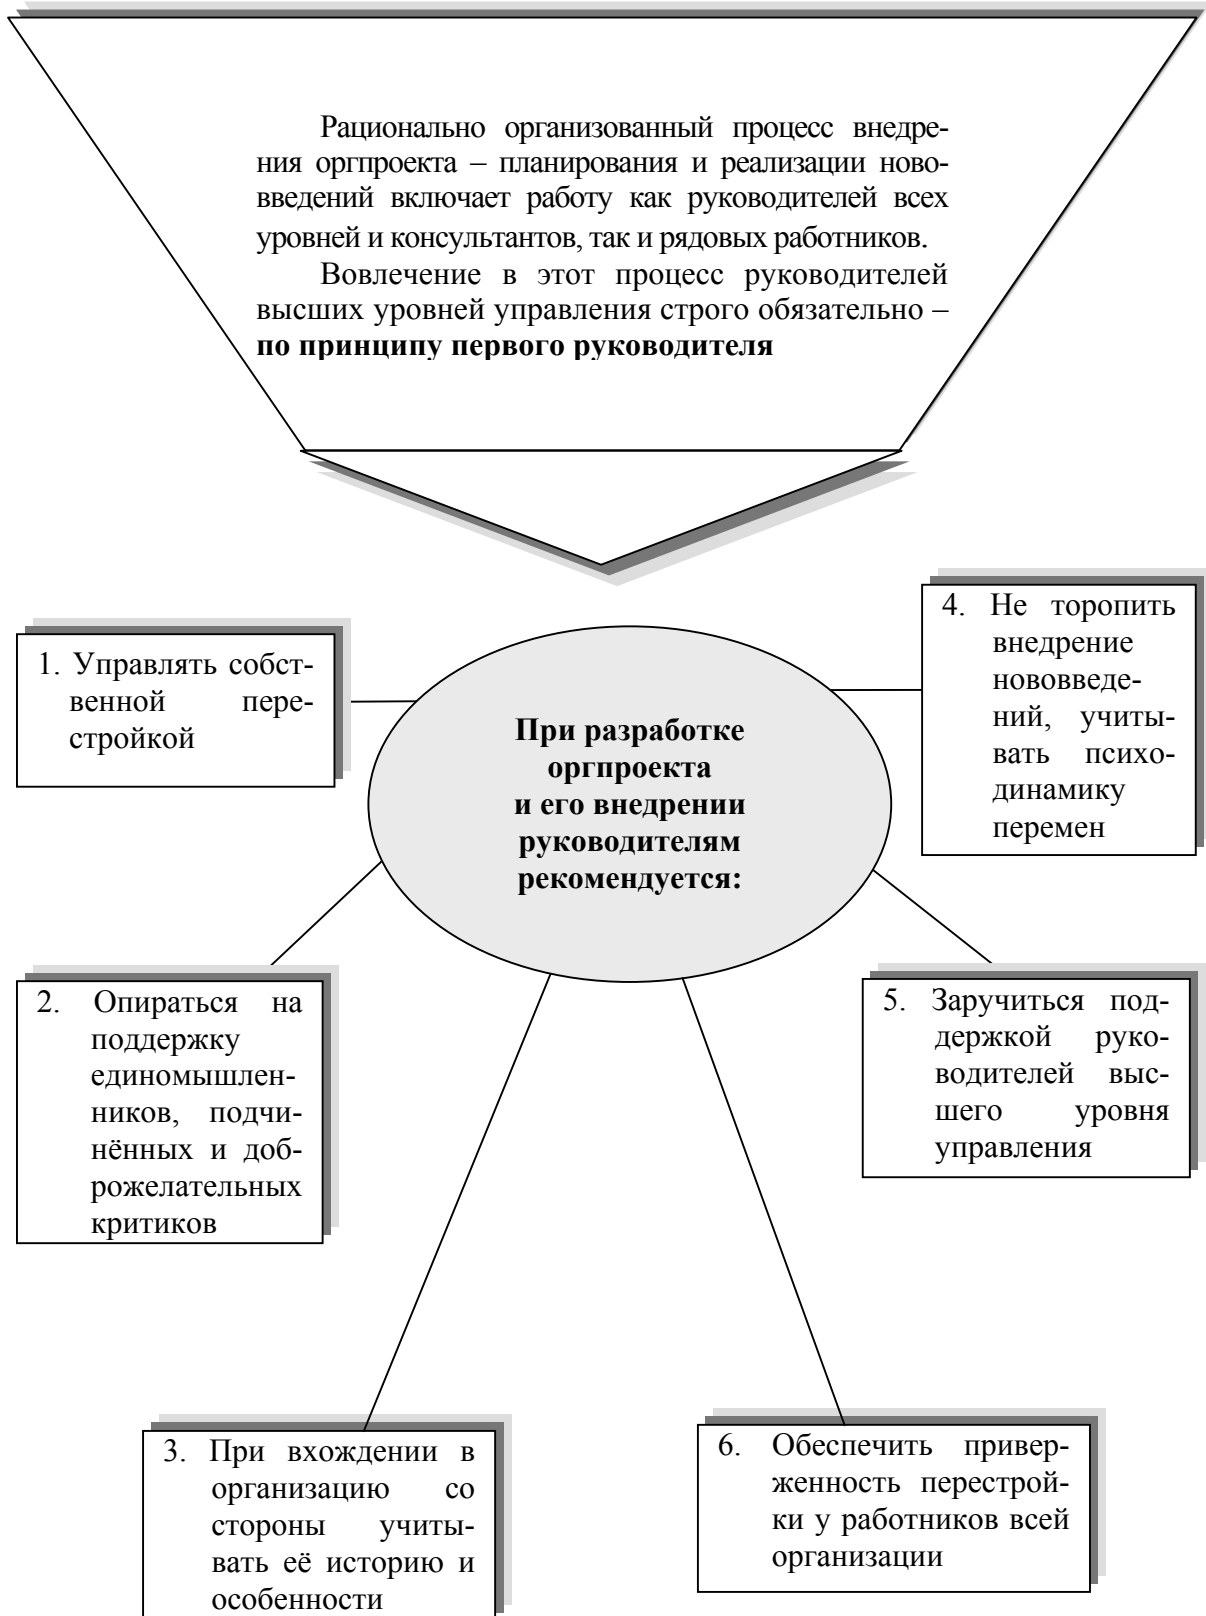 Рационально организованный процесс внедре-
ния оргпроекта – планирования и реализации ново-
введений включает работу как руководителей всех
уровней и консультантов, так и рядовых работников.
Вовлечение в этот процесс руководителей
высших уровней управления строго обязательно –
по принципу первого руководителя
При разработке
оргпроекта
и его внедрении
руководителям
рекомендуется:
1. Управлять собст-
венной пере-
стройкой
2. Опираться на
поддержку
единомышлен-
ников, подчи-
нённых и доб-
рожелательных
критиков
3. При вхождении в
организацию со
стороны учиты-
вать её историю и
особенности
4. Не торопить
внедрение
нововведе-
ний, учиты-
вать психо-
динамику
перемен
5. Заручиться под-
держкой руко-
водителей выс-
шего уровня
управления
6. Обеспечить привер-
женность перестрой-
ки у работников всей
организации